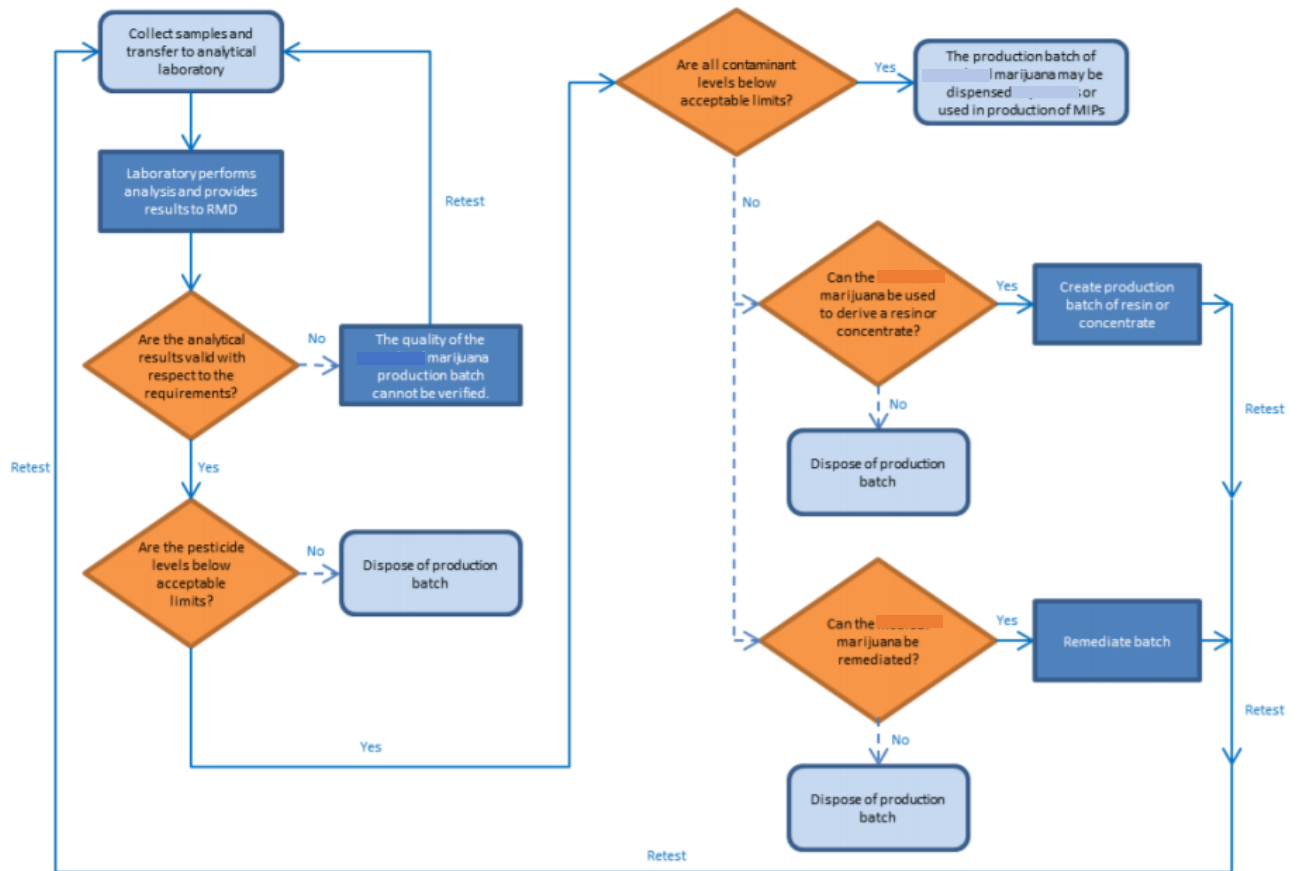 Collect samples and
transfer to analytical
laboratory
Laboratory performs
analysis and provides
results to RMD
Retest
Are the analytical
results valid with
respect to the
requirements?
No
The quality of the
marijuana
production batch
cannot be verified.
Retest
Yes
Are the pesticide
levels below
acceptable
limits?
No
Dispose of production
batch
Yes
Are all contaminant
levels below
acceptable limits?
Yes
The production batch of
marijuana may be
dispensed or
used in production of MIPs
No
Can the
marijuana be used
to derive a resin or
concentrate?
Yes
Create production
batch of resin or
concentrate
Retest
No
Dispose of production
batch
Can the
marijuana be
remediated?
Yes
Remediate batch
Retest
No
Dispose of production
batch
Retest